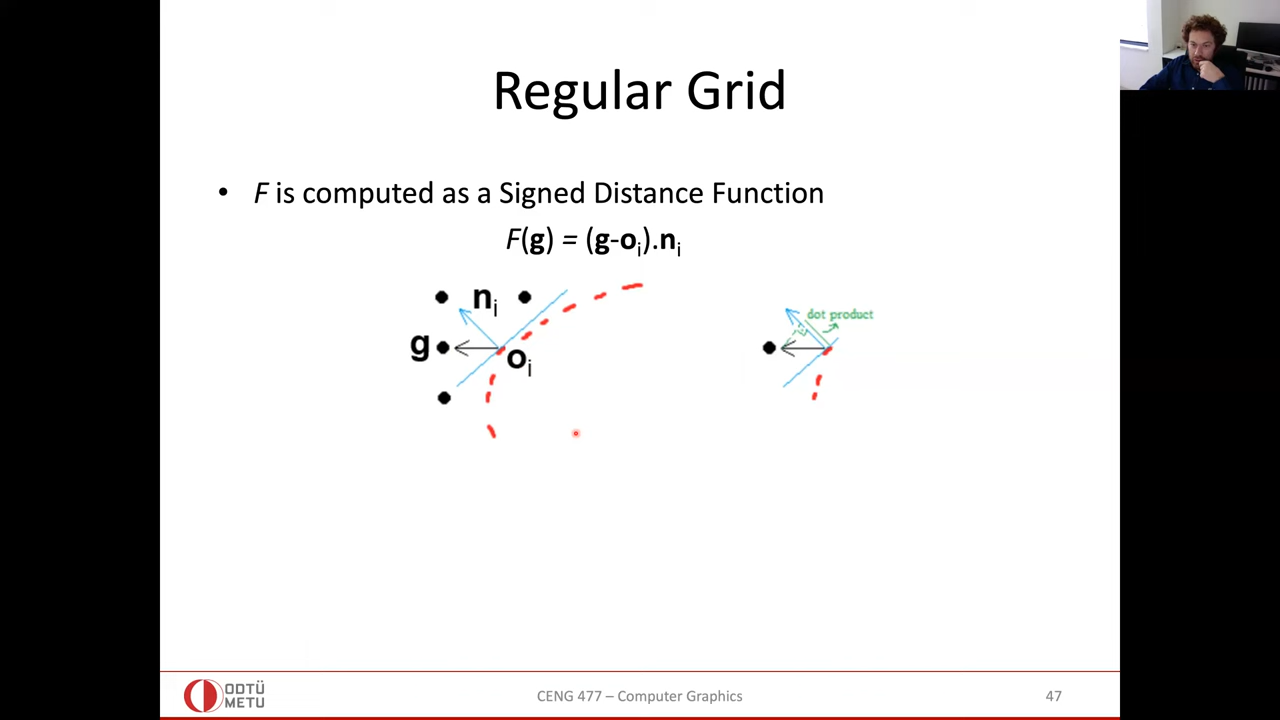 Regular Grid
• F is computed as a Signed Distance Function
F(g) = (g-oi).ni
ni
dot product
g
oi
ODTÜ
METU
CENG 477 – Computer Graphics
47